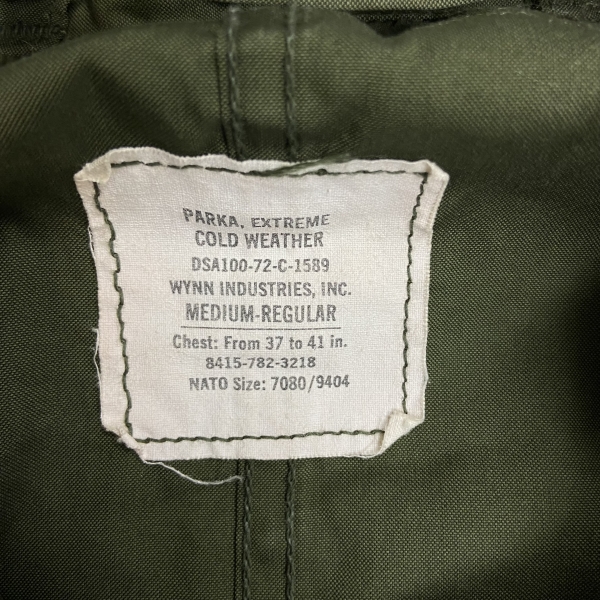 PARKA, EXTREME
COLD WEATHER
DSA100-72-C-1589
WYNN INDUSTRIES, INC.
MEDIUM-REGULAR
Chest: From 37 to 41 in.
8415-782-3218
NATO Size: 7080/9404